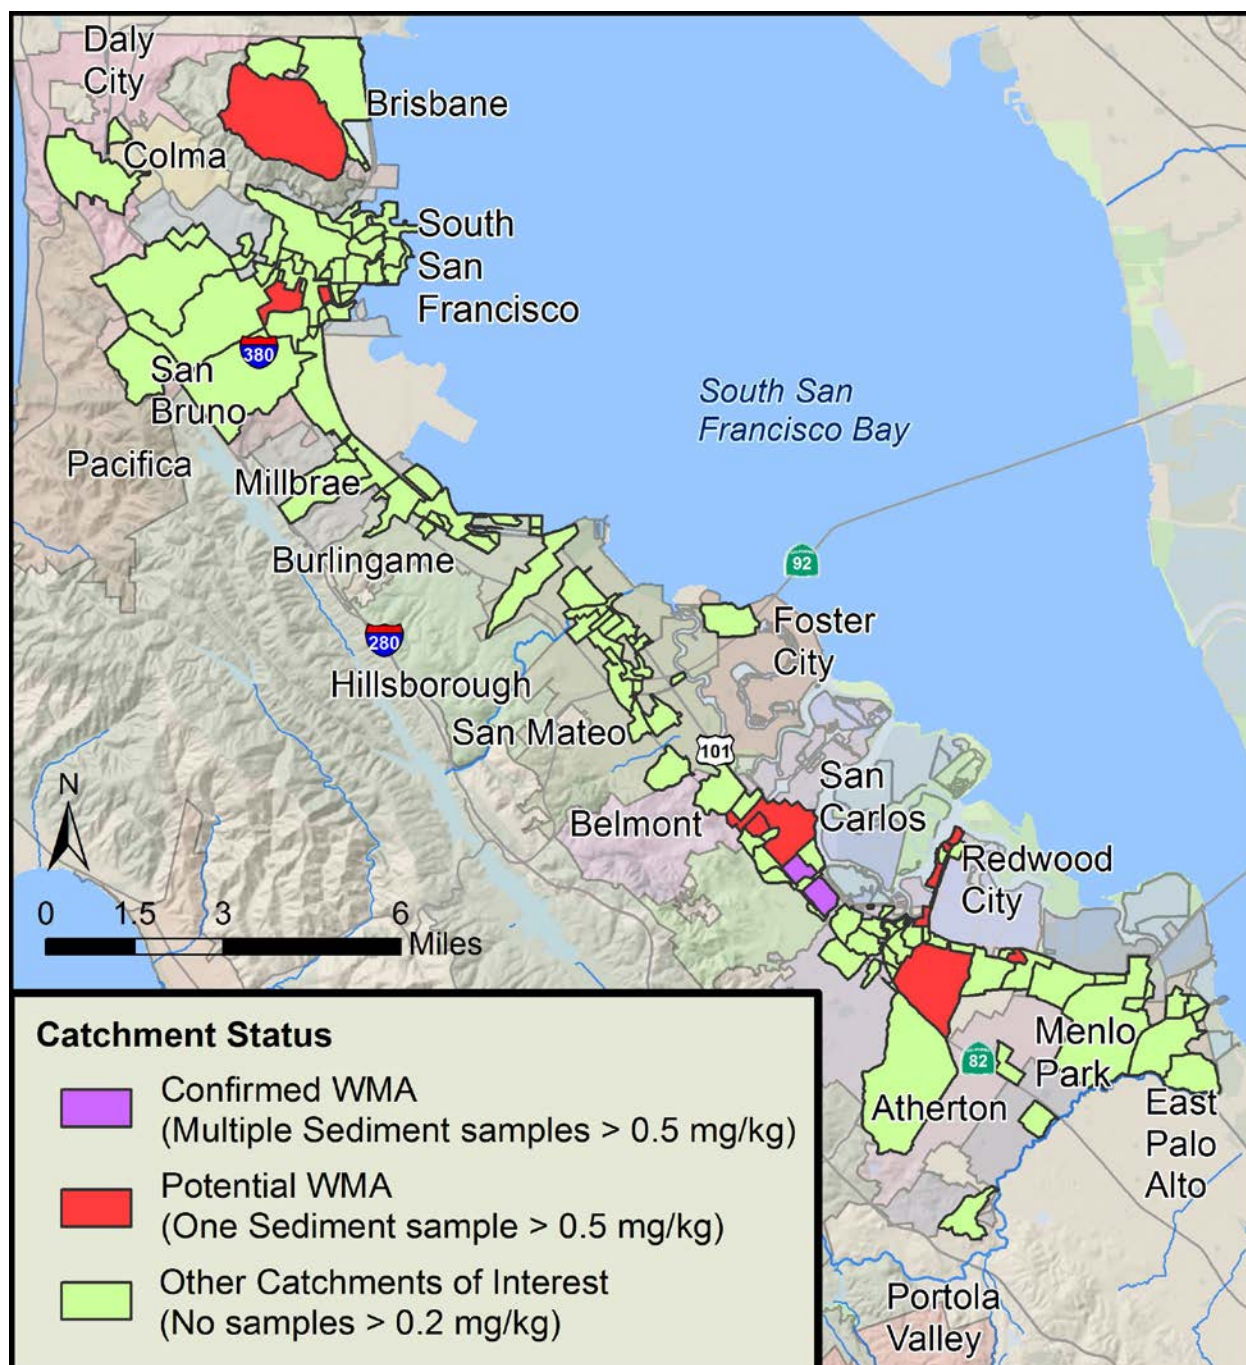 Daly
City
Brisbane
Colma
South
San
Francisco
380
San
Bruno
South San
Francisco Bay
Pacifica
Millbrae
Burlingame
92
Foster
City
280
Hillsborough
San Mateo
101
San
Carlos
Belmont
Redwood
City
N
0 1.5 3 6
Miles
Menlo
Park
82
Atherton
East
Palo
Alto
Portola
Valley
Catchment Status
Confirmed WMA
(Multiple Sediment samples > 0.5 mg/kg)
Potential WMA
(One Sediment sample > 0.5 mg/kg)
Other Catchments of Interest
(No samples > 0.2 mg/kg)